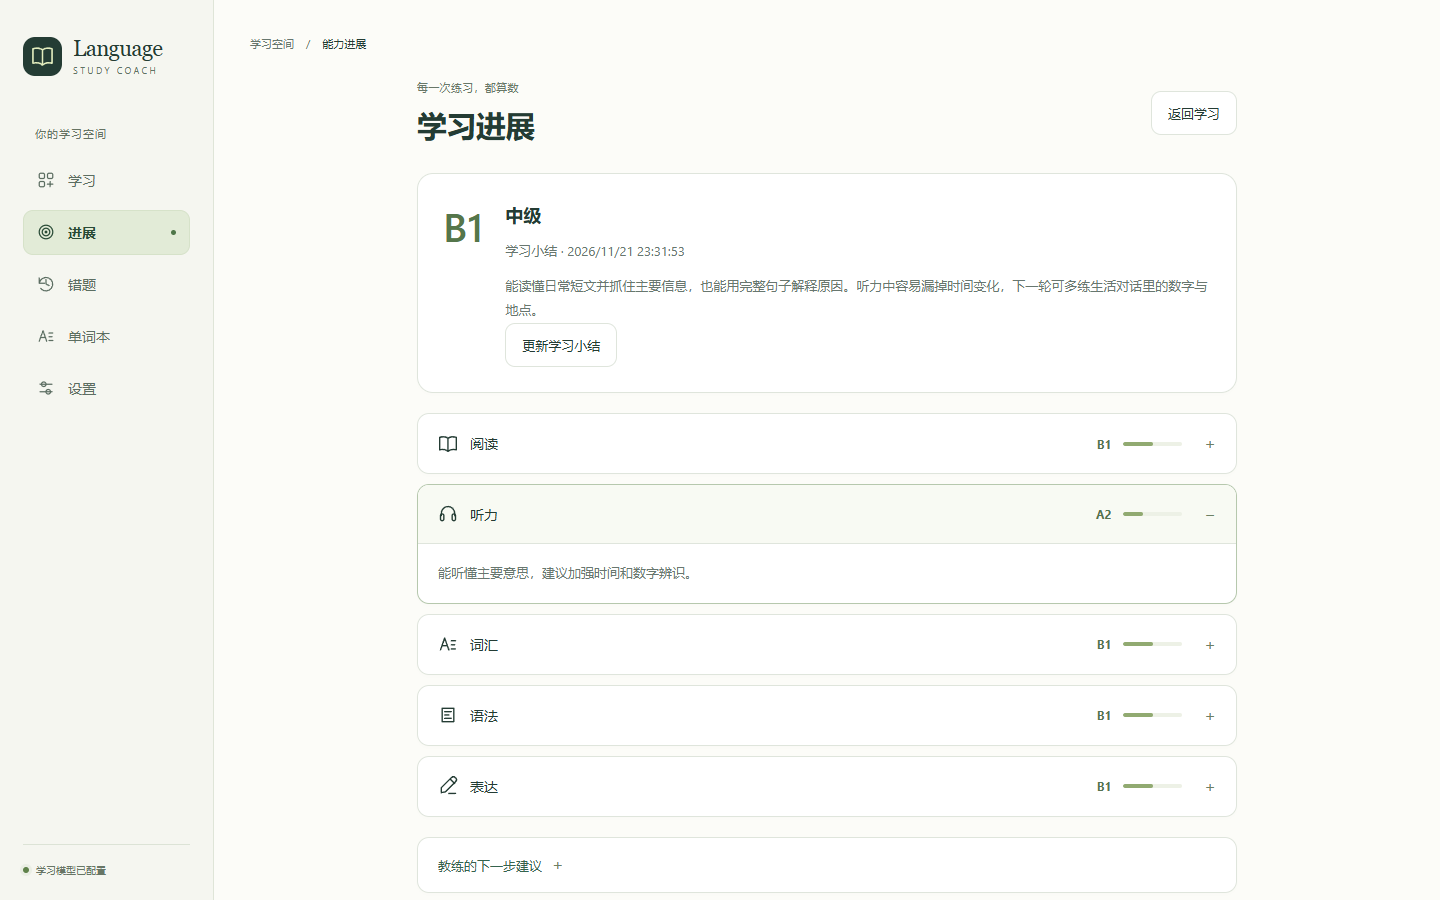 Language
STUDY COACH
你的学习空间
学习
进展
错题
单词本
设置
学习模型已配置
学习空间 / 能力进展
每一次练习，都算数
学习进展
返回学习
B1
中级
学习小结 · 2026/11/21 23:31:53
能读懂日常短文并抓住主要信息，也能用完整句子解释原因。听力中容易漏掉时间变化，下一轮可多练生活对话里的数字与
地点。
更新学习小结
阅读 B1 +
听力 A2 −
能听懂主要意思，建议加强时间和数字辨识。
词汇 B1 +
语法 B1 +
表达 B1 +
教练的下一步建议 +